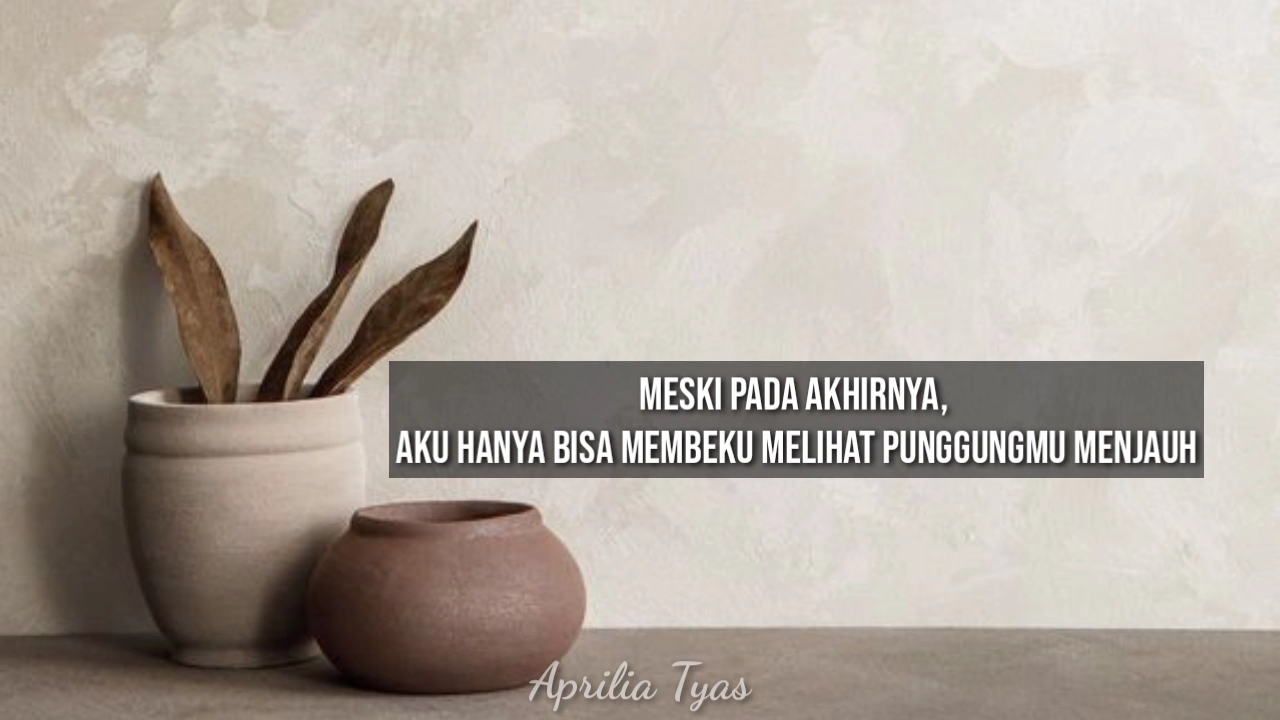 MESKI PADA AKHIRNYA,
AKU HANYA BISA MEMBEKU MELIHAT PUNGGUNGMU MENJAUH
Aprilia Tyas